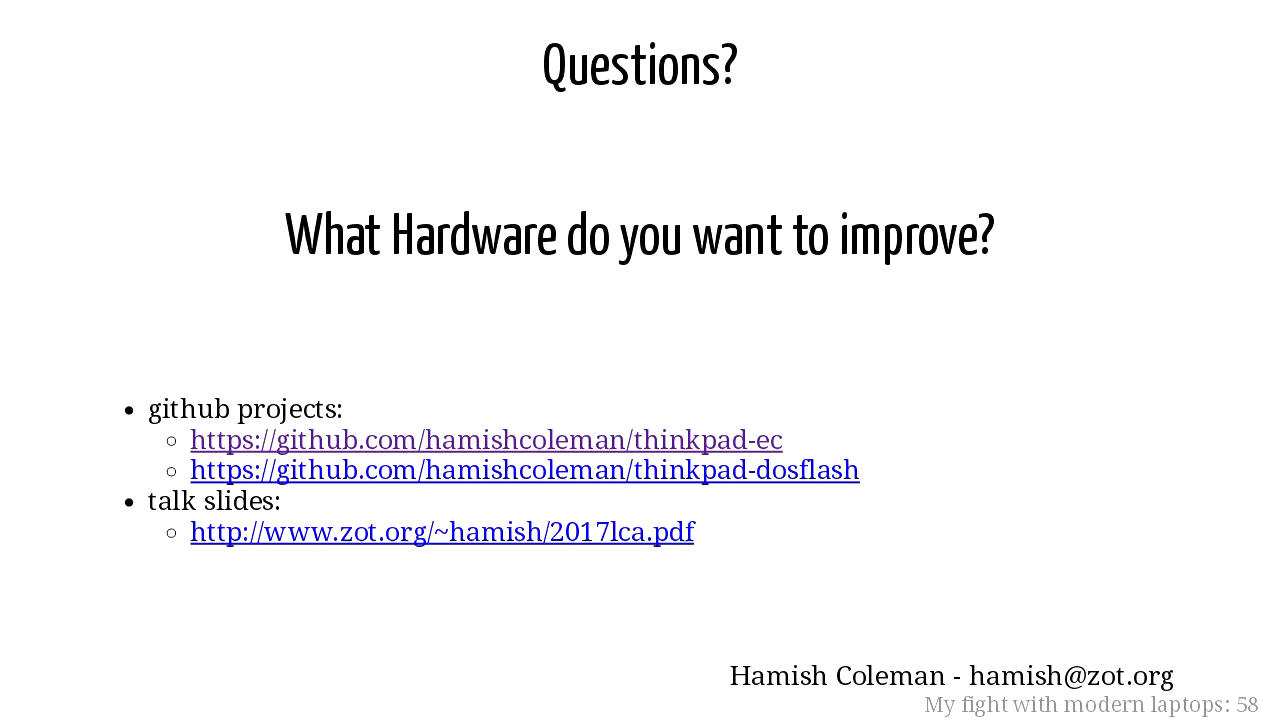 Questions?
What Hardware do you want to improve?
github projects:
https://github.com/hamishcoleman/thinkpad-ec
https://github.com/hamishcoleman/thinkpad-dosflash
talk slides:
http://www.zot.org/~hamish/2017lca.pdf
Hamish Coleman - hamish@zot.org
My fight with modern laptops: 58